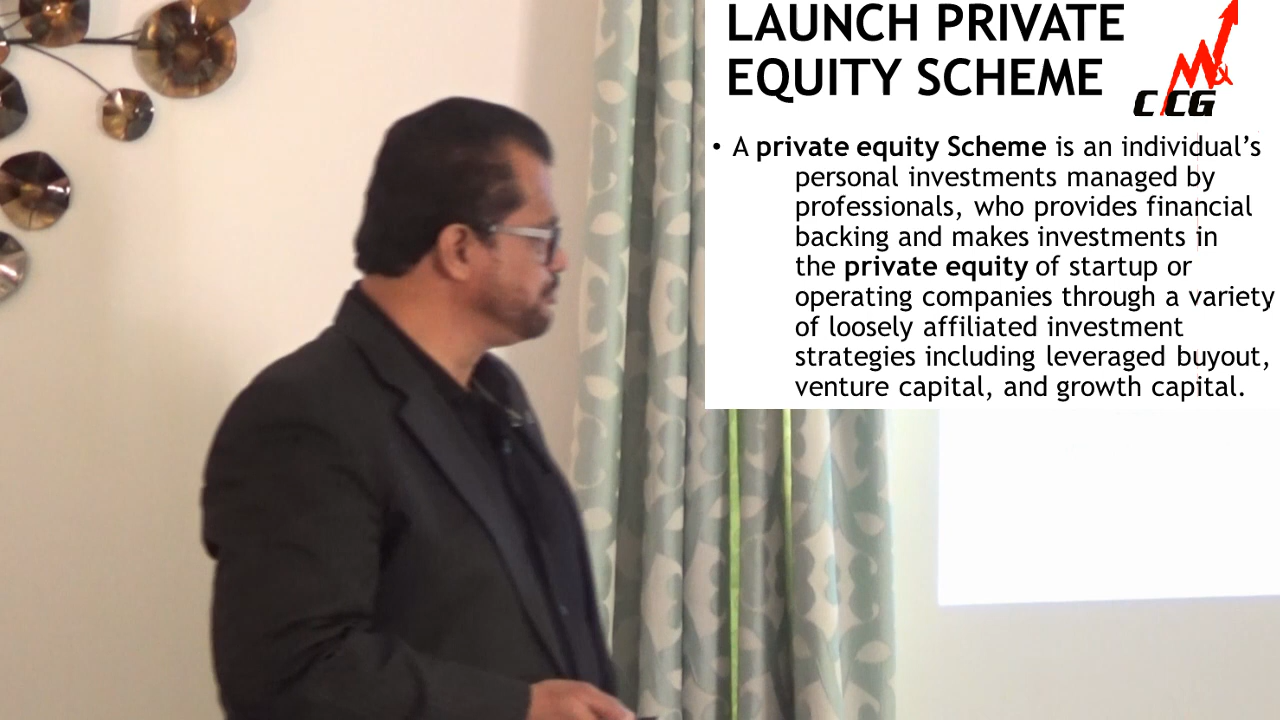 LAUNCH PRIVATE
EQUITY SCHEME
M&
C/CG
• A private equity Scheme is an individual’s
personal investments managed by
professionals, who provides financial
backing and makes investments in
the private equity of startup or
operating companies through a variety
of loosely affiliated investment
strategies including leveraged buyout,
venture capital, and growth capital.